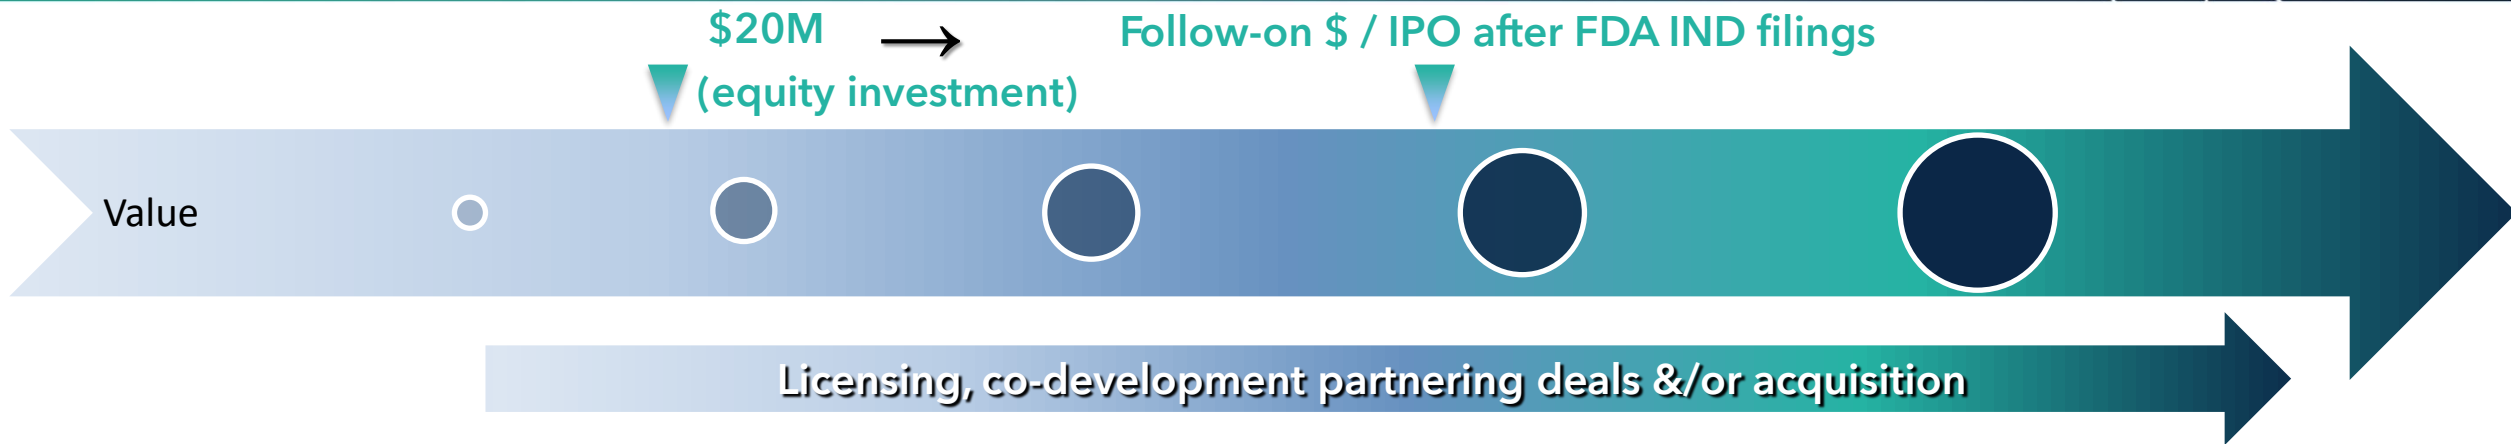 $20M → Follow-on $ / IPO after FDA IND filings
(equity investment)
Value
Licensing, co-development partnering deals &/or acquisition